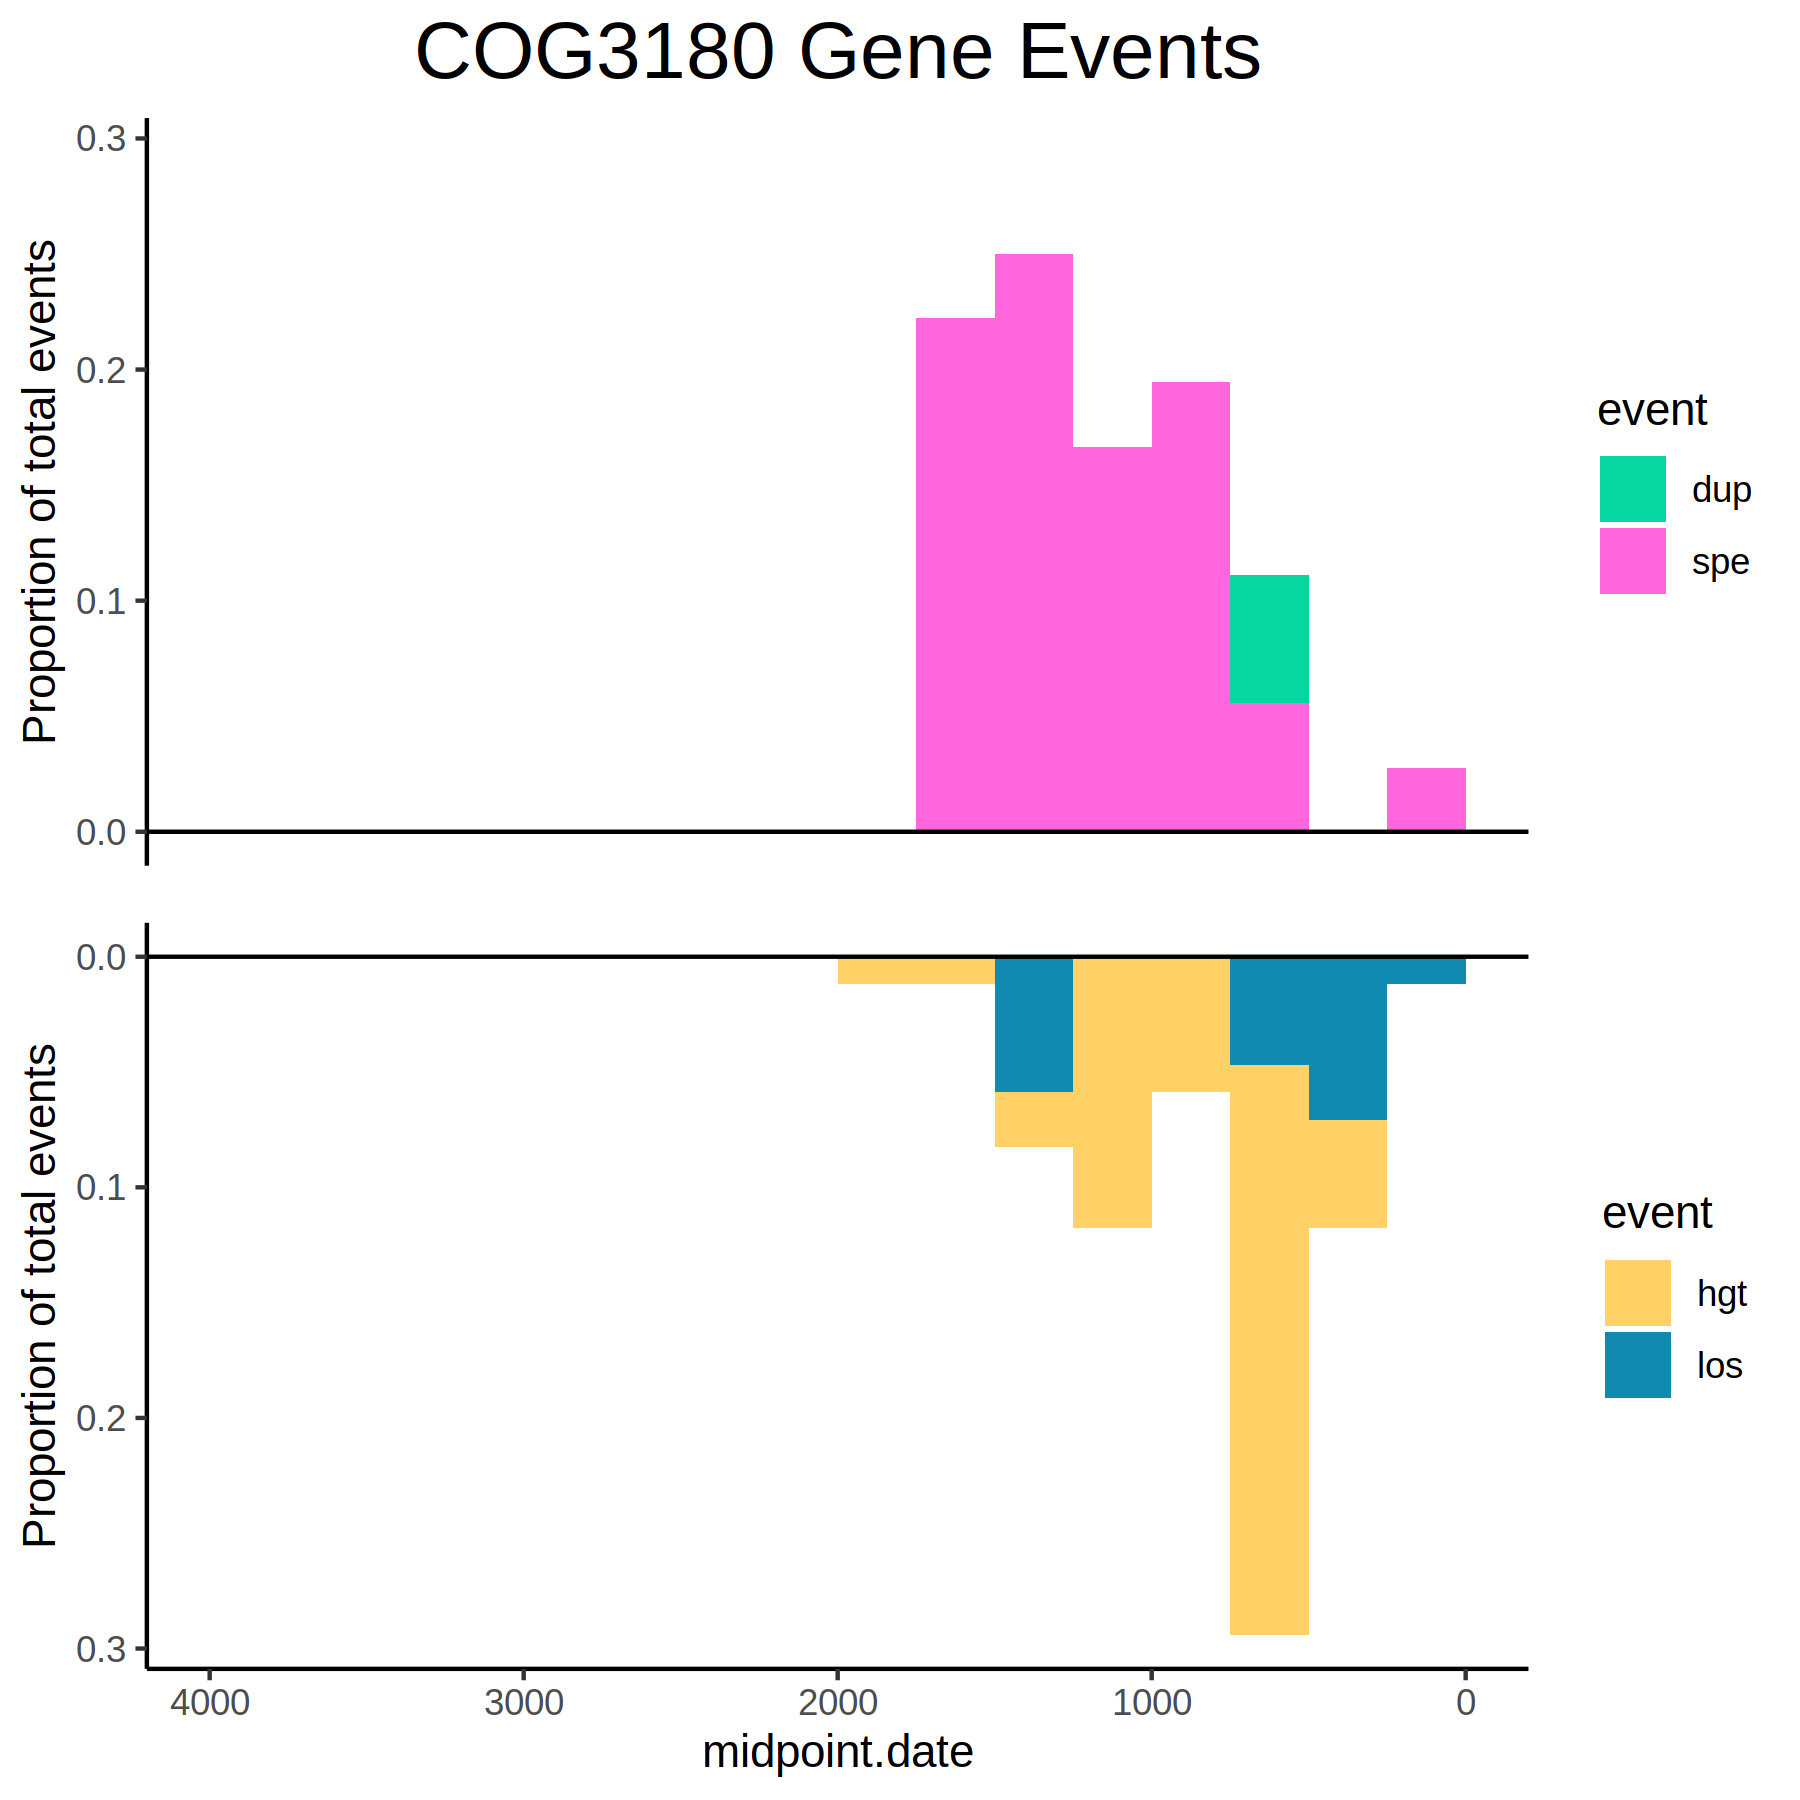 COG3180 Gene Events
Proportion of total events
0.3
0.2
0.1
0.0
event
dup
spe
Proportion of total events
0.0
0.1
0.2
0.3
event
hgt
los
4000 3000 2000 1000 0
midpoint.date